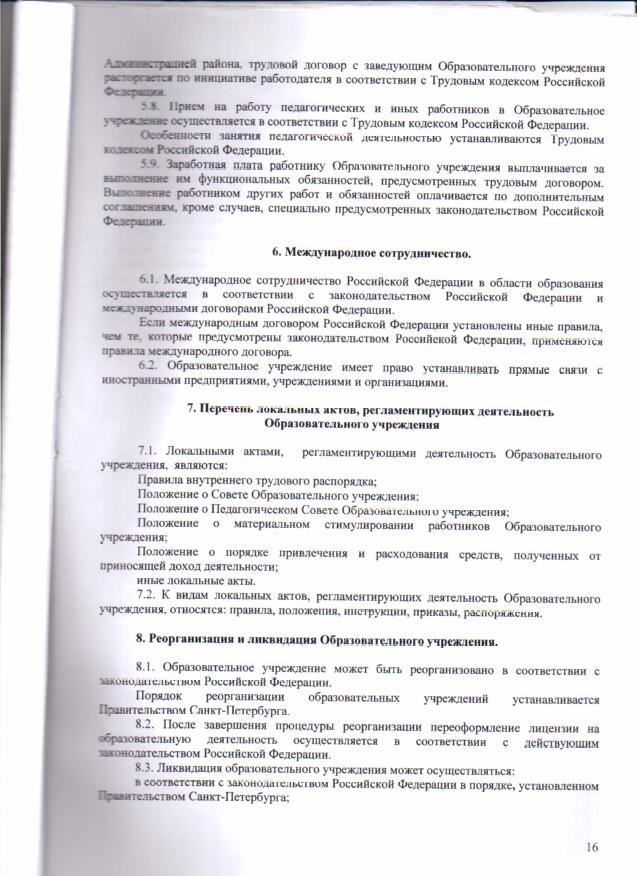 Администрацией района, трудовой договор с заведующим Образовательного учреждения
расторгается по инициативе работодателя в соответствии с Трудовым кодексом Российской
Федерации.
5.8. Прием на работу педагогических и иных работников в Образовательное
учреждение осуществляется в соответствии с Трудовым кодексом Российской Федерации.
Особенности занятия педагогической деятельностью устанавливаются Трудовым
кодексом Российской Федерации.
5.9. Заработная плата работнику Образовательного учреждения выплачивается за
выполнение им функциональных обязанностей, предусмотренных трудовым договором.
Выполнение работником других работ и обязанностей оплачивается по дополнительным
соглашениям, кроме случаев, специально предусмотренных законодательством Российской
Федерации.
6. Международное сотрудничество.
6.1. Международное сотрудничество Российской Федерации в области образования
осуществляется в соответствии с законодательством Российской Федерации и
международными договорами Российской Федерации.
Если международным договором Российской Федерации установлены иные правила,
чем те, которые предусмотрены законодательством Российской Федерации, применяются
правила международного договора.
6.2. Образовательное учреждение имеет право устанавливать прямые связи с
иностранными предприятиями, учреждениями и организациями.
7. Перечень локальных актов, регламентирующих деятельность
Образовательного учреждения
7.1. Локальными актами, регламентирующими деятельность Образовательного
учреждения, являются:
Правила внутреннего трудового распорядка;
Положение о Совете Образовательного учреждения;
Положение о Педагогическом Совете Образовательного учреждения;
Положение о материальном стимулировании работников Образовательного
учреждения;
Положение о порядке привлечения и расходования средств, полученных от
приносящей доход деятельности;
иные локальные акты.
7.2. К видам локальных актов, регламентирующих деятельность Образовательного
учреждения, относятся: правила, положения, инструкции, приказы, распоряжения.
8. Реорганизация и ликвидация Образовательного учреждения.
8.1. Образовательное учреждение может быть реорганизовано в соответствии с
законодательством Российской Федерации.
Порядок реорганизации образовательных учреждений устанавливается
Правительством Санкт-Петербурга.
8.2. После завершения процедуры реорганизации переоформление лицензии на
образовательную деятельность осуществляется в соответствии с действующим
законодательством Российской Федерации.
8.3. Ликвидация образовательного учреждения может осуществляться:
в соответствии с законодательством Российской Федерации в порядке, установленном
Правительством Санкт-Петербурга;
16